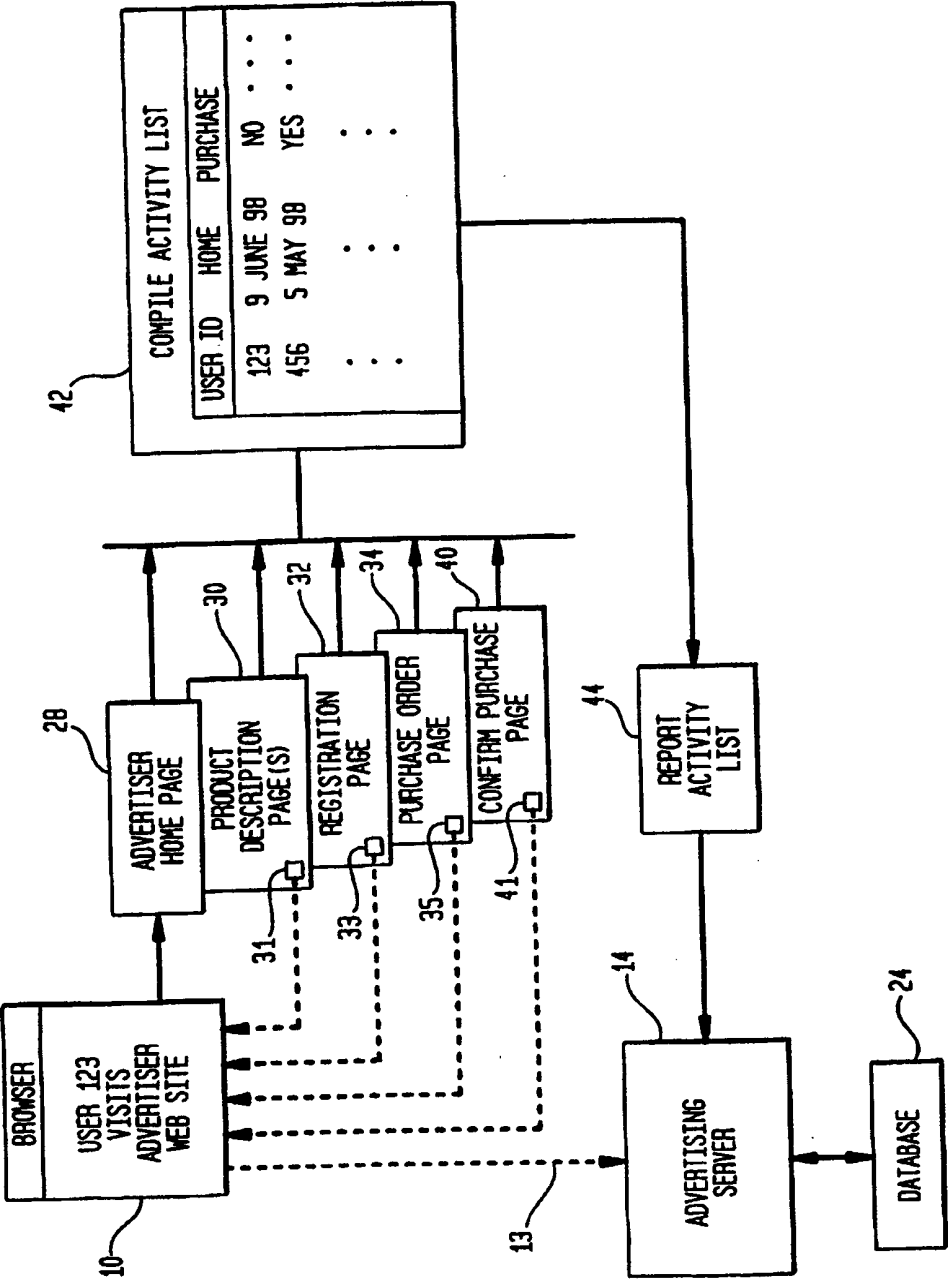 BROWSER
USER 123
VISITS
ADVERTISER
WEB SITE
10
28
ADVERTISER
HOME PAGE
30
PRODUCT
DESCRIPTION
PAGE(S)
31
32
REGISTRATION
PAGE
33
34
PURCHASE ORDER
PAGE
35
40
CONFIRM PURCHASE
PAGE
41
42
COMPILE ACTIVITY LIST
USER ID HOME PURCHASE
123 9 JUNE 98 NO . . .
456 5 MAY 98 YES . . .
. . .
. . .
. . .
13
14
ADVERTISING
SERVER
44
REPORT
ACTIVITY
LIST
24
DATABASE